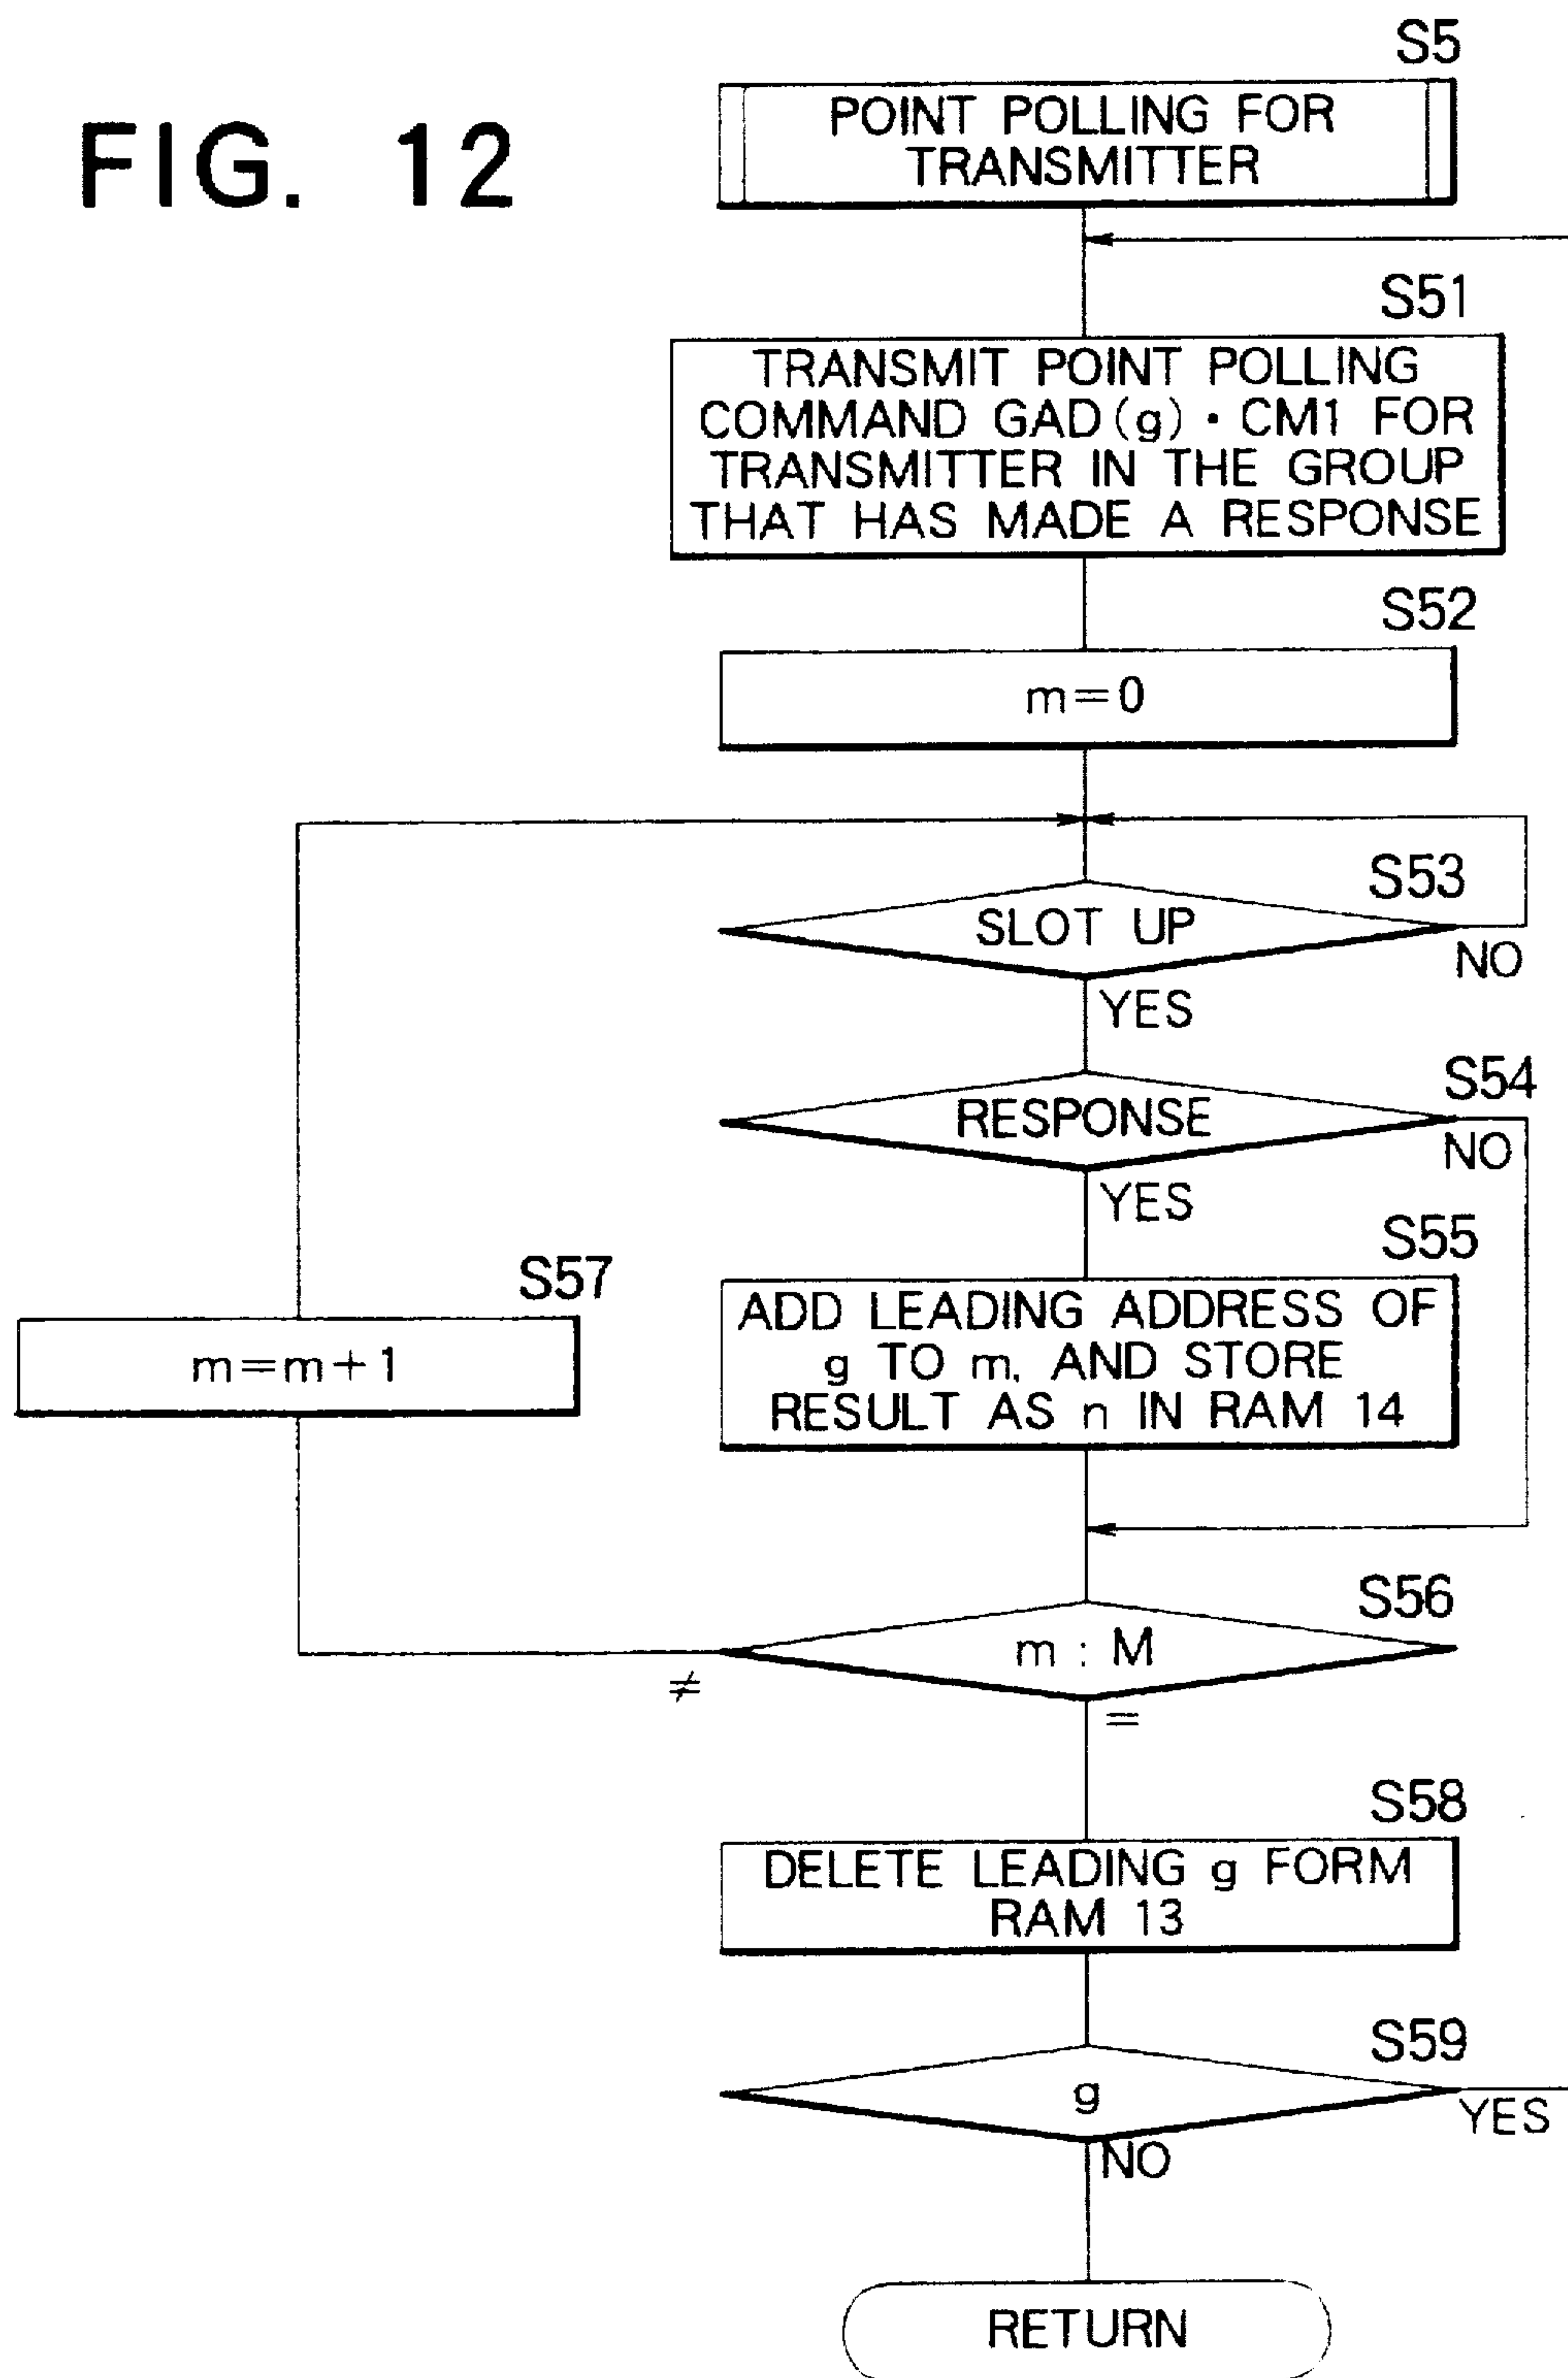 FIG. 12
S5
POINT POLLING FOR
TRANSMITTER
S51
TRANSMIT POINT POLLING
COMMAND GAD(g)・CM1 FOR
TRANSMITTER IN THE GROUP
THAT HAS MADE A RESPONSE
S52
m=0
S53
SLOT UP
NO
YES
S54
RESPONSE
NO
YES
S55
ADD LEADING ADDRESS OF
g TO m, AND STORE
RESULT AS n IN RAM 14
S57
m=m+1
S56
m : M
≠
=
S58
DELETE LEADING g FORM
RAM 13
S59
g
YES
NO
RETURN